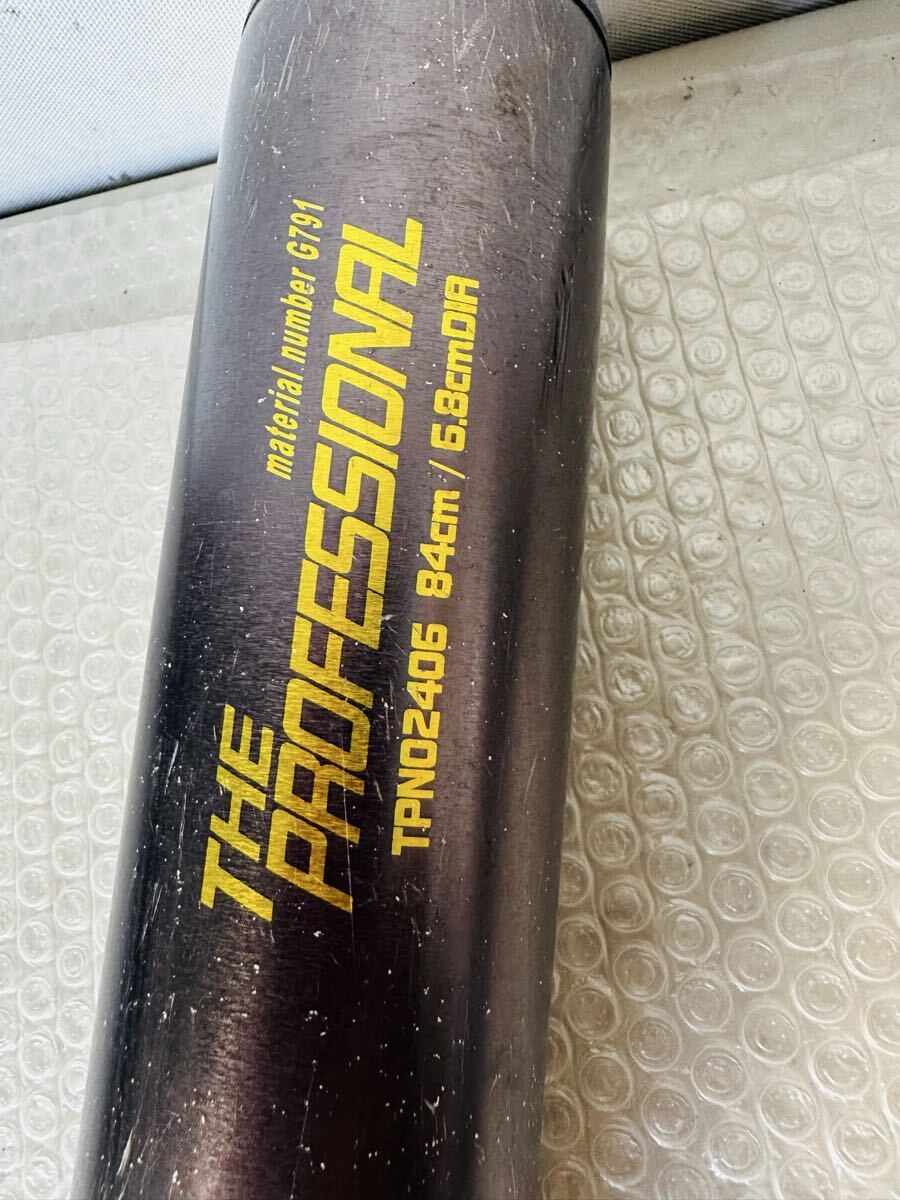 material number G791
THE
PROFESSIONAL
TPN02406 84cm / 6.8cmDIA